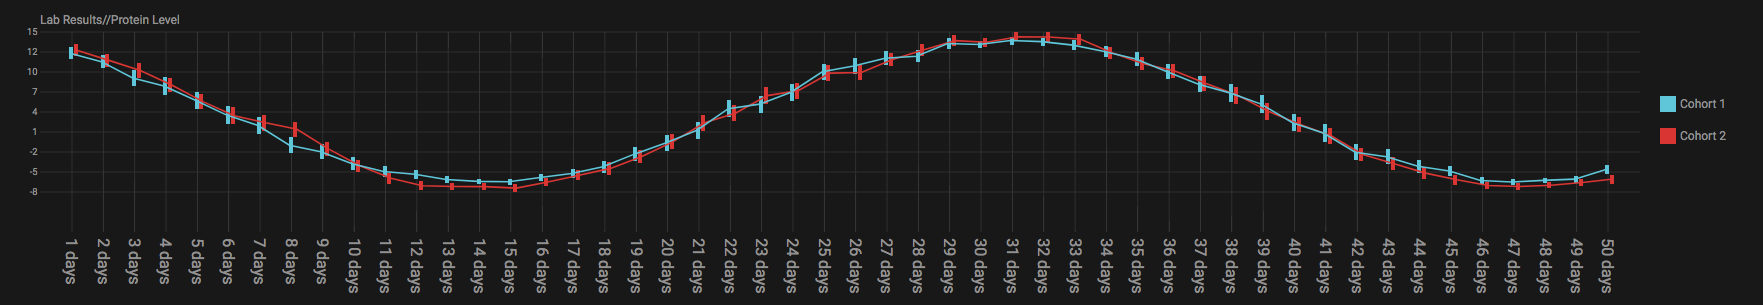 Lab Results//Protein Level
15
12
10
7
4
1
-2
-5
-8
1 days
2 days
3 days
4 days
5 days
6 days
7 days
8 days
9 days
10 days
11 days
12 days
13 days
14 days
15 days
16 days
17 days
18 days
19 days
20 days
21 days
22 days
23 days
24 days
25 days
26 days
27 days
28 days
29 days
30 days
31 days
32 days
33 days
34 days
35 days
36 days
37 days
38 days
39 days
40 days
41 days
42 days
43 days
44 days
45 days
46 days
47 days
48 days
49 days
50 days
Cohort 1
Cohort 2